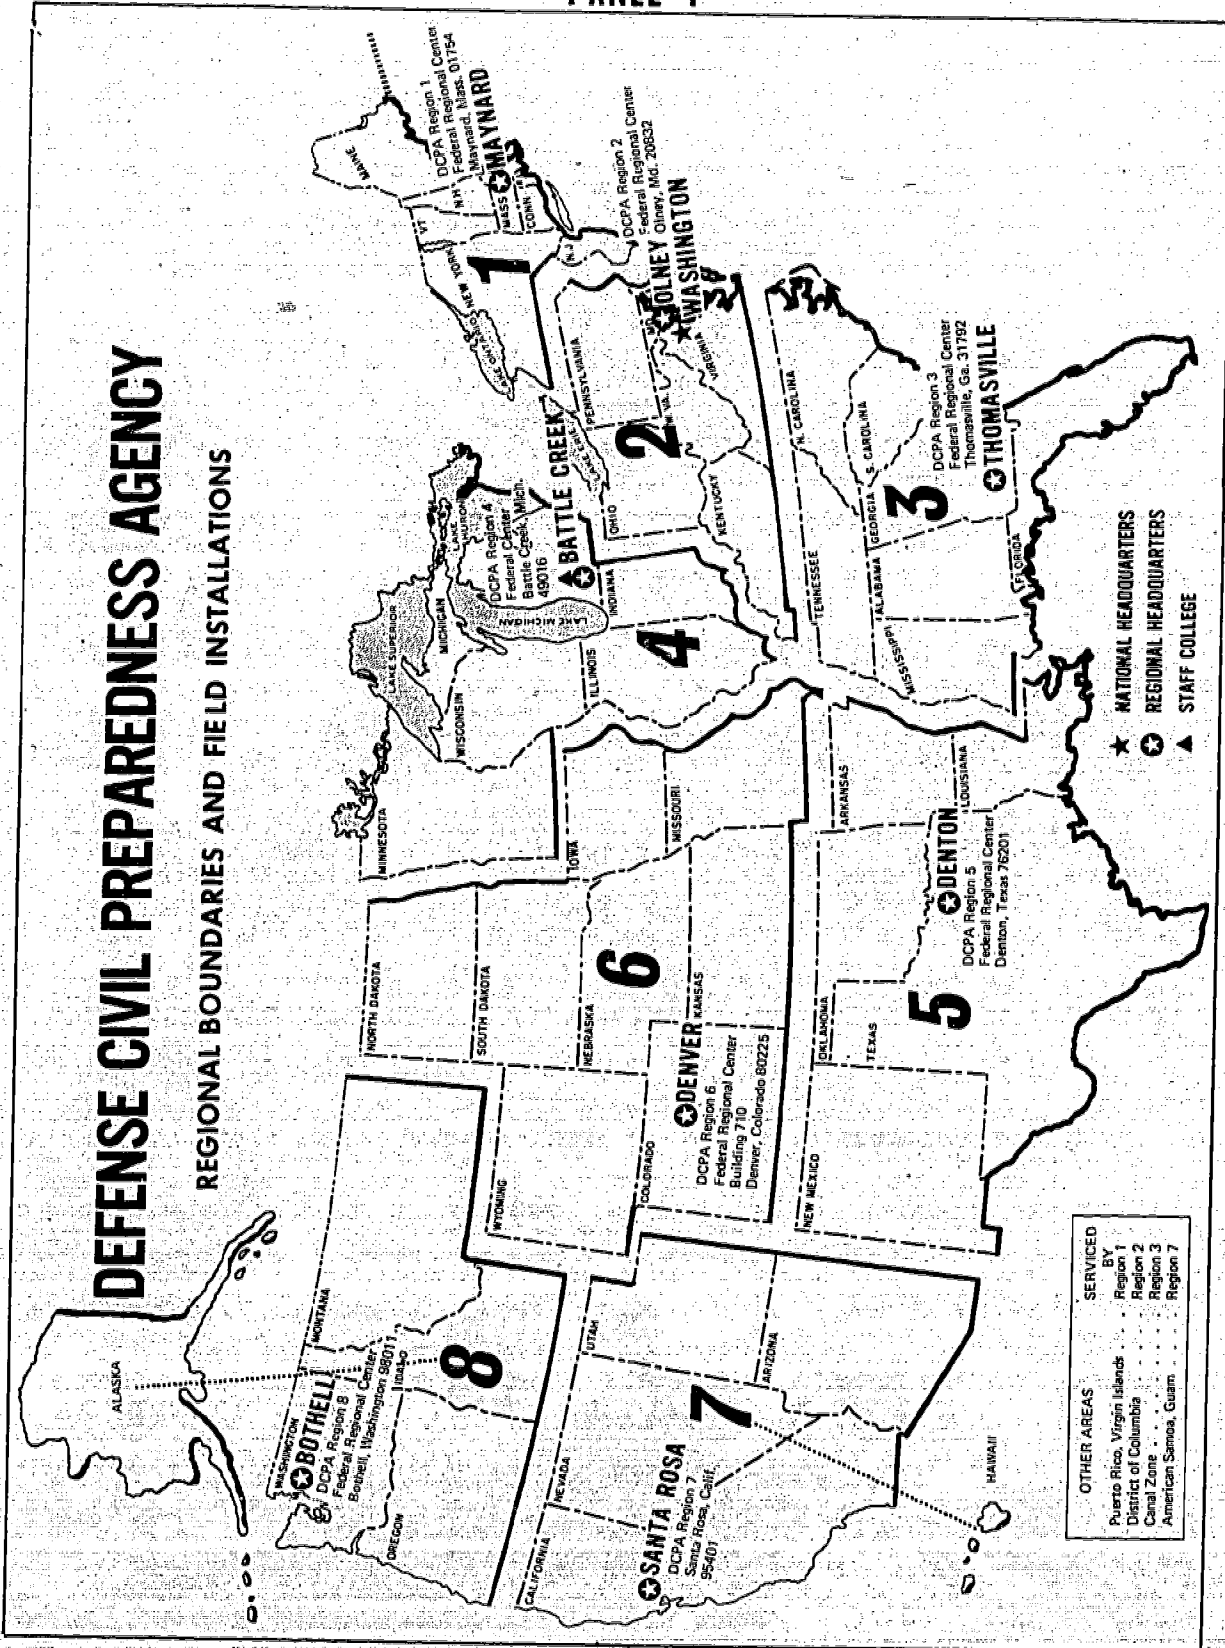 DEFENSE CIVIL PREPAREDNESS AGENCY
REGIONAL BOUNDARIES AND FIELD INSTALLATIONS
ALASKA
WASHINGTON
BOTHELL
DCPA Region 8
Federal Regional Center
Bothell, Washington 98011
MONTANA
IDAHO
OREGON
8
CALIFORNIA
NEVADA
UTAH
ARIZONA
7
SANTA ROSA
DCPA Region 7
Santa Rosa, Calif.
95401
HAWAII
NORTH DAKOTA
SOUTH DAKOTA
WYOMING
NEBRASKA
6
COLORADO
KANSAS
DENVER
DCPA Region 6
Federal Regional Center
Building 710
Denver, Colorado 80225
IOWA
MISSOURI
NEW MEXICO
OKLAHOMA
TEXAS
5
ARKANSAS
LOUISIANA
DENTON
DCPA Region 5
Federal Regional Center
Denton, Texas 76201
MINNESOTA
WISCONSIN
LAKE SUPERIOR
MICHIGAN
LAKE HURON
LAKE MICHIGAN
DCPA Region 4
Federal Center
Battle Creek, Mich.
49016
BATTLE CREEK
ILLINOIS
INDIANA
4
MAINE
VT
N.H
MASS
CONN
R.I.
NEW YORK
LAKE ONTARIO
1
DCPA Region 1
Federal Regional Center
Maynard, Mass. 01754
MAYNARD
LAKE ERIE
PENNSYLVANIA
N.J
OHIO
2
W. VA.
VIRGINIA
MD.
KENTUCKY
DCPA Region 2
Federal Regional Center
Olney, Md. 20832
OLNEY
WASHINGTON
TENNESSEE
N. CAROLINA
S. CAROLINA
GEORGIA
ALABAMA
MISSISSIPPI
FLORIDA
3
DCPA Region 3
Federal Regional Center
Thomasville, Ga. 31792
THOMASVILLE
NATIONAL HEADQUARTERS
REGIONAL HEADQUARTERS
STAFF COLLEGE
OTHER AREAS SERVICED BY
Puerto Rico, Virgin Islands . . . Region 1
District of Columbia . . . . . Region 2
Canal Zone . . . . . . . . Region 3
American Samoa, Guam . . . . Region 7